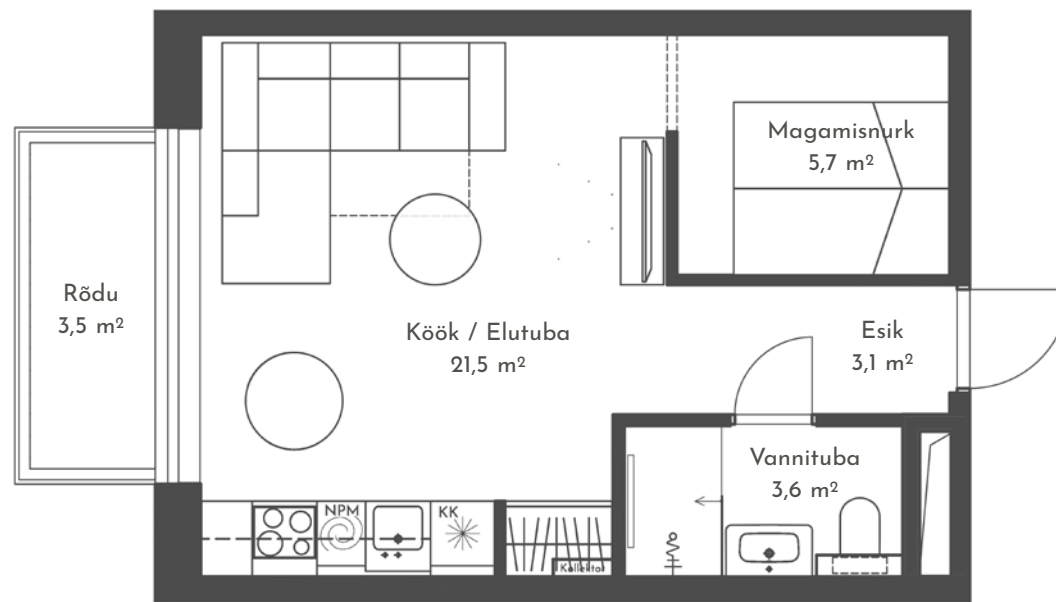 Magamisnurk
5,7 m²
Rõdu
3,5 m²
Köök / Elutuba
21,5 m²
Esik
3,1 m²
Vannituba
3,6 m²
NPM
KK
Kollektor